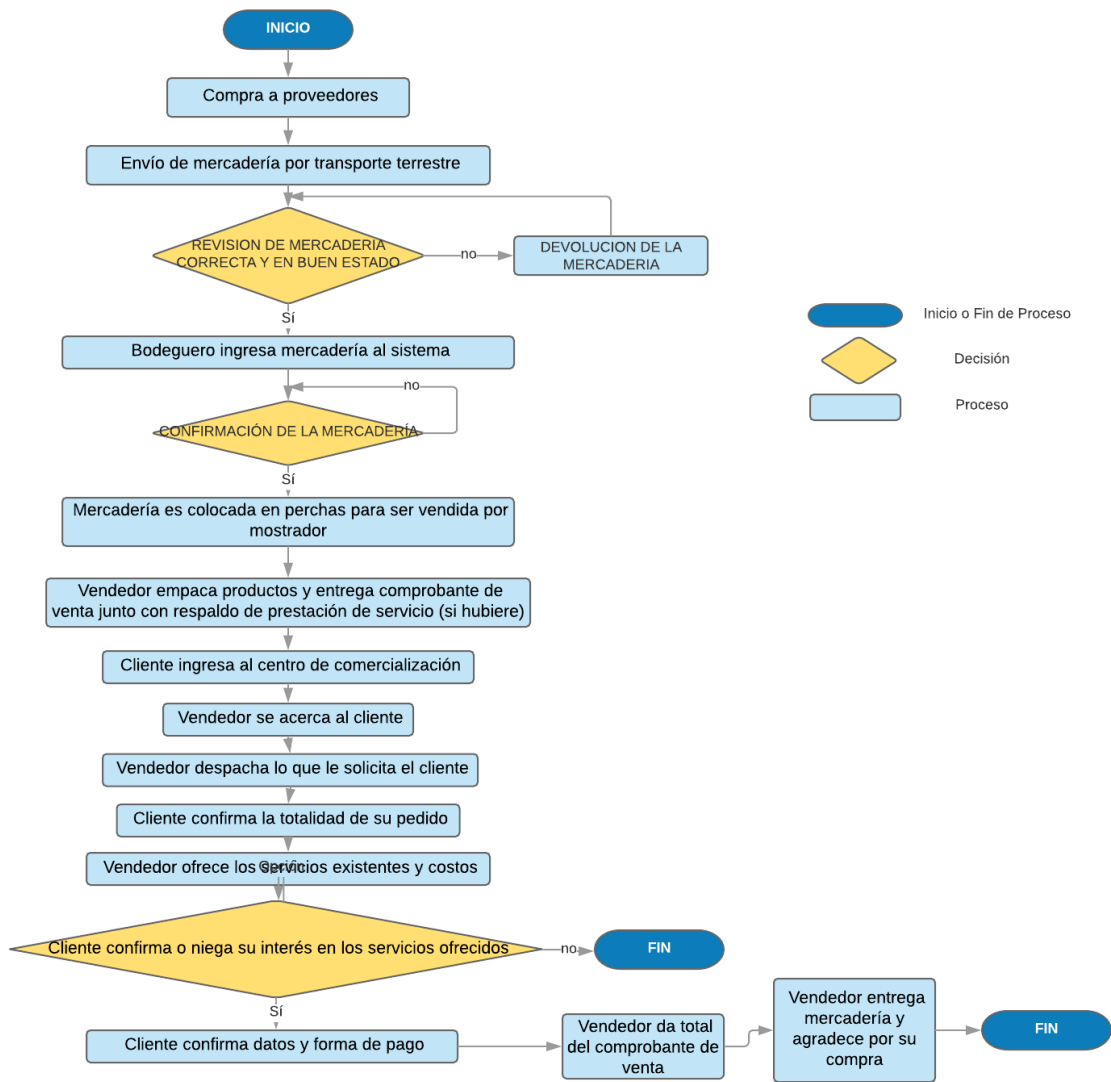 INICIO
Compra a proveedores
Envío de mercadería por transporte terrestre
REVISION DE MERCADERIA
CORRECTA Y EN BUEN ESTADO
no
DEVOLUCION DE LA
MERCADERIA
Sí
Bodeguero ingresa mercadería al sistema
no
CONFIRMACIÓN DE LA MERCADERÍA
Sí
Mercadería es colocada en perchas para ser vendida por
mostrador
Vendedor empaca productos y entrega comprobante de
venta junto con respaldo de prestación de servicio (si hubiere)
Cliente ingresa al centro de comercialización
Vendedor se acerca al cliente
Vendedor despacha lo que le solicita el cliente
Cliente confirma la totalidad de su pedido
Vendedor ofrece los servicios existentes y costos
Cliente confirma o niega su interés en los servicios ofrecidos
no
FIN
Sí
Cliente confirma datos y forma de pago
Vendedor da total
del comprobante de
venta
Vendedor entrega
mercadería y
agradece por su
compra
FIN
Inicio o Fin de Proceso
Decisión
Proceso